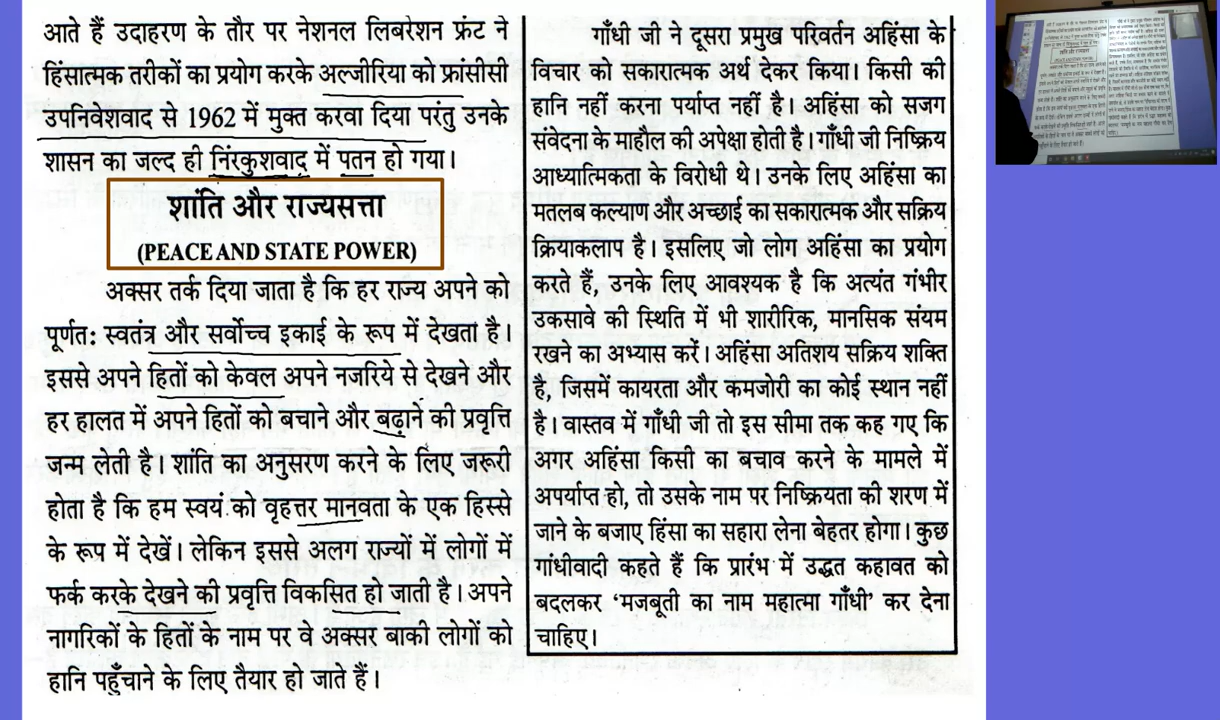 आते हैं उदाहरण के तौर पर नेशनल लिबरेशन फ्रंट ने
हिंसात्मक तरीकों का प्रयोग करके अल्जीरिया को फ्रांसीसी
उपनिवेशवाद से 1962 में मुक्त करवा दिया परंतु उनके
शासन का जल्द ही निंरकुशवाद में पतन हो गया।
शांति और राज्यसत्ता
(PEACE AND STATE POWER)
अक्सर तर्क दिया जाता है कि हर राज्य अपने को
पूर्णत: स्वतंत्र और सर्वोच्च इकाई के रूप में देखता है।
इससे अपने हितों को केवल अपने नजरिये से देखने और
हर हालत में अपने हितों को बचाने और बढ़ाने की प्रवृत्ति
जन्म लेती है। शांति का अनुसरण करने के लिए जरूरी
होता है कि हम स्वयं को वृहत्तर मानवता के एक हिस्से
के रूप में देखें। लेकिन इससे अलग राज्यों में लोगों में
फर्क करके देखने की प्रवृत्ति विकसित हो जाती है। अपने
नागरिकों के हितों के नाम पर वे अक्सर बाकी लोगों को
हानि पहुँचाने के लिए तैयार हो जाते हैं।
गाँधी जी ने दूसरा प्रमुख परिवर्तन अहिंसा के
विचार को सकारात्मक अर्थ देकर किया। किसी की
हानि नहीं करना पर्याप्त नहीं है। अहिंसा को सजग
संवेदना के माहौल की अपेक्षा होती है। गाँधी जी निष्क्रिय
आध्यात्मिकता के विरोधी थे। उनके लिए अहिंसा का
मतलब कल्याण और अच्छाई का सकारात्मक और सक्रिय
क्रियाकलाप है। इसलिए जो लोग अहिंसा का प्रयोग
करते हैं, उनके लिए आवश्यक है कि अत्यंत गंभीर
उकसावे की स्थिति में भी शारीरिक, मानसिक संयम
रखने का अभ्यास करें। अहिंसा अतिशय सक्रिय शक्ति
है, जिसमें कायरता और कमजोरी का कोई स्थान नहीं
है। वास्तव में गाँधी जी तो इस सीमा तक कह गए कि
अगर अहिंसा किसी का बचाव करने के मामले में
अपर्याप्त हो, तो उसके नाम पर निष्क्रियता की शरण में
जाने के बजाए हिंसा का सहारा लेना बेहतर होगा। कुछ
गांधीवादी कहते हैं कि प्रारंभ में उद्धत कहावत को
बदलकर ‘मजबूती का नाम महात्मा गाँधी’ कर देना
चाहिए।